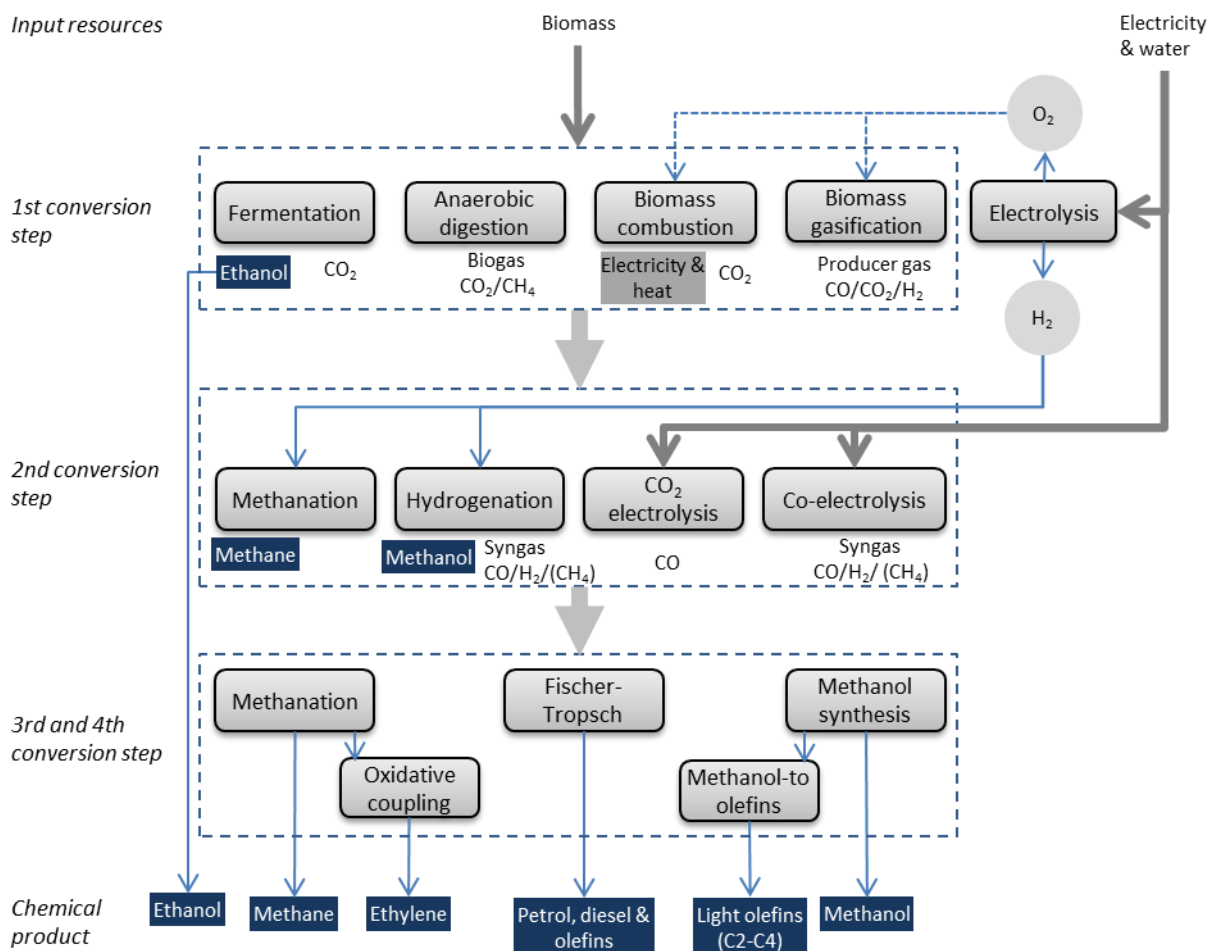 Input resources
Biomass
Electricity
& water
O₂
1st conversion
step
Fermentation
Anaerobic
digestion
Biomass
combustion
Biomass
gasification
Electrolysis
Ethanol
CO₂
Biogas
CO₂/CH₄
Electricity &
heat
CO₂
Producer gas
CO/CO₂/H₂
H₂
2nd conversion
step
Methanation
Hydrogenation
CO₂
electrolysis
Co-electrolysis
Methane
Methanol
Syngas
CO/H₂/(CH₄)
CO
Syngas
CO/H₂/ (CH₄)
3rd and 4th
conversion step
Methanation
Fischer-
Tropsch
Methanol
synthesis
Oxidative
coupling
Methanol-to
olefins
Chemical
product
Ethanol
Methane
Ethylene
Petrol, diesel &
olefins
Light olefins
(C2-C4)
Methanol